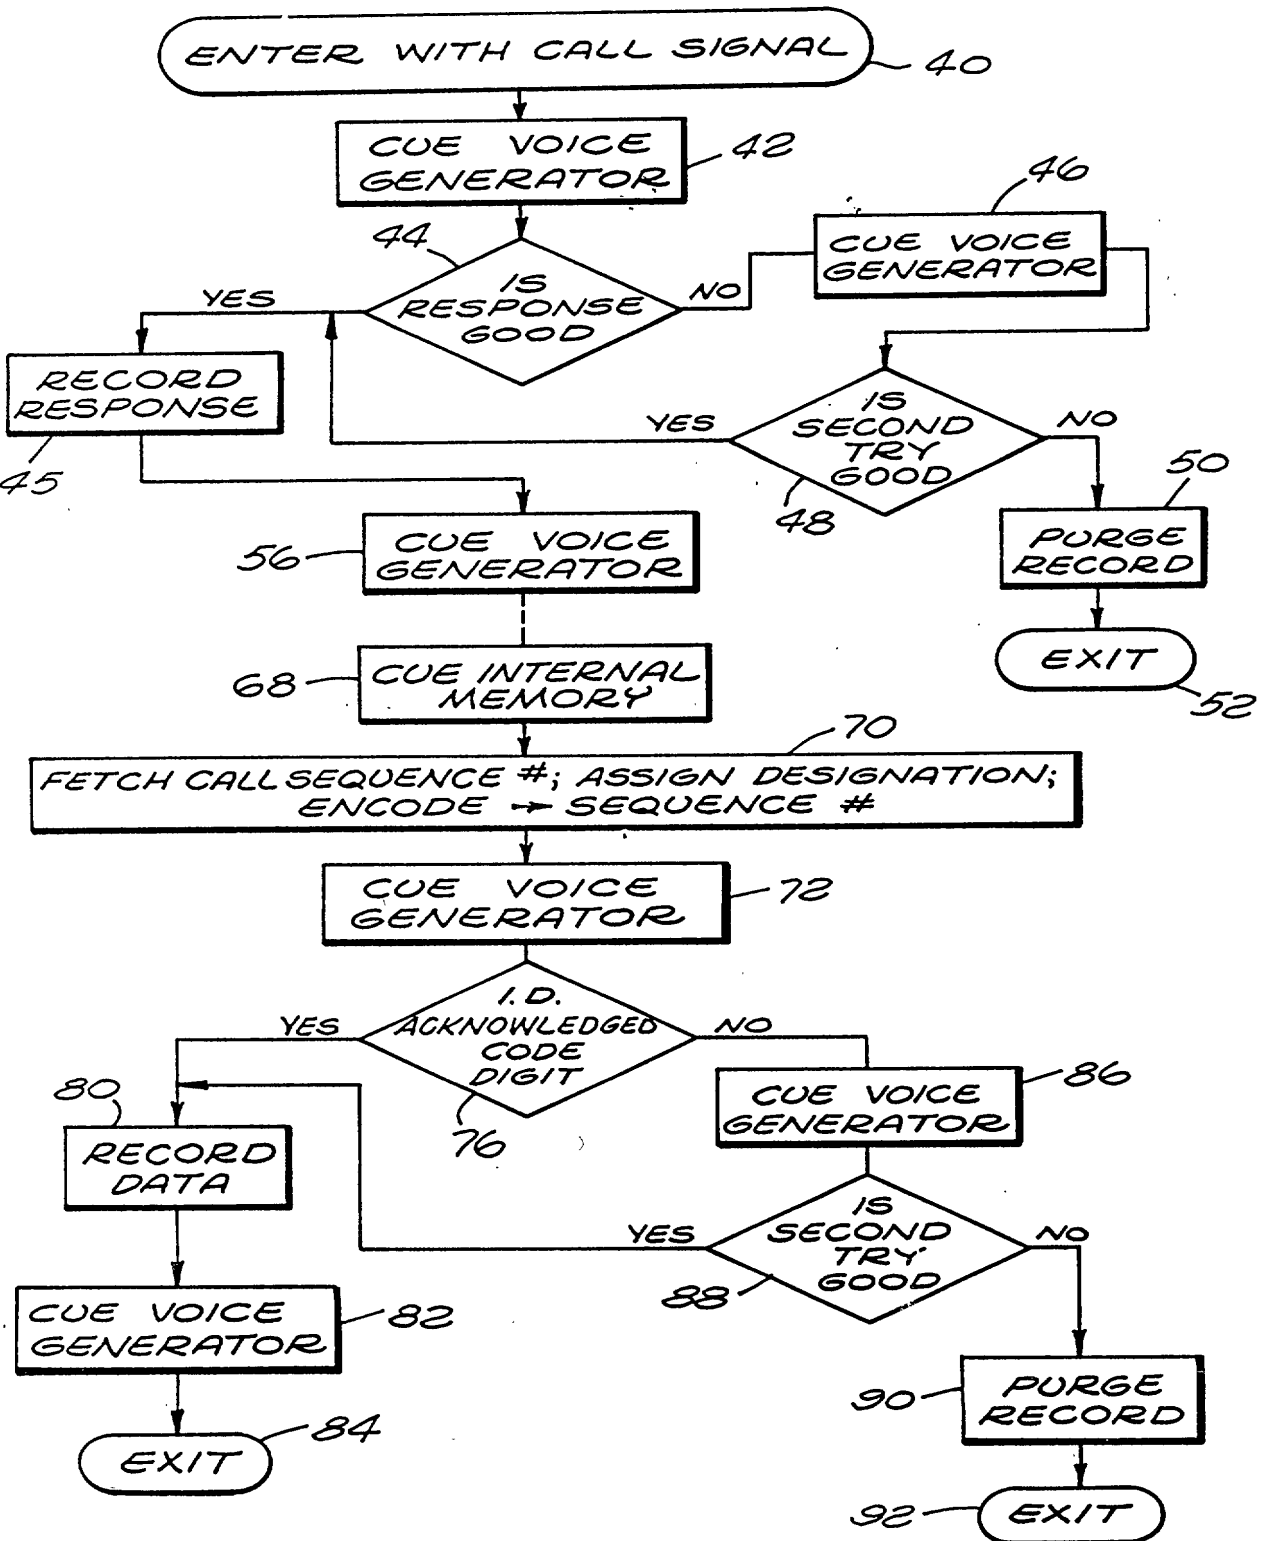 ENTER WITH CALL SIGNAL
40
CUE VOICE
GENERATOR
42
44
IS
RESPONSE
GOOD
YES
NO
46
CUE VOICE
GENERATOR
RECORD
RESPONSE
45
IS
SECOND
TRY
GOOD
YES
NO
48
50
PURGE
RECORD
EXIT
52
56
CUE VOICE
GENERATOR
68
CUE INTERNAL
MEMORY
70
FETCH CALL SEQUENCE #; ASSIGN DESIGNATION;
ENCODE → SEQUENCE #
CUE VOICE
GENERATOR
72
I.D.
ACKNOWLEDGED
CODE
DIGIT
YES
NO
76
80
RECORD
DATA
CUE VOICE
GENERATOR
86
IS
SECOND
TRY
GOOD
YES
NO
88
CUE VOICE
GENERATOR
82
EXIT
84
90
PURGE
RECORD
92
EXIT